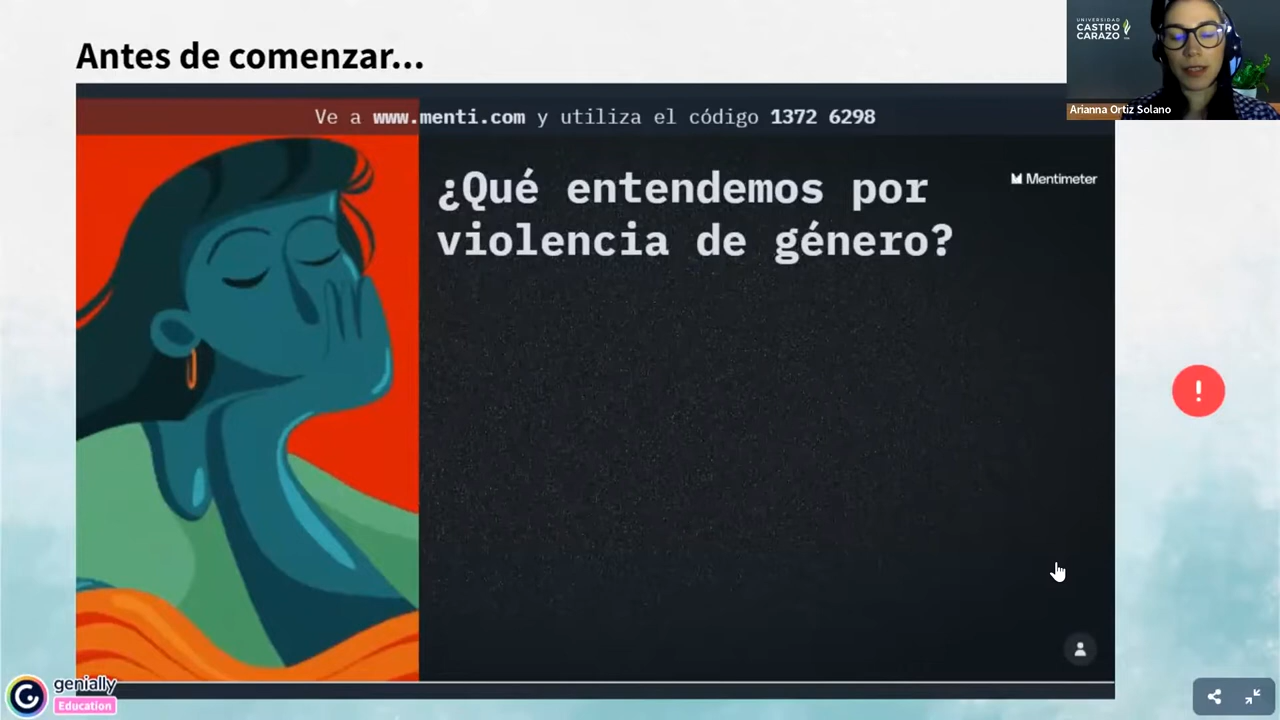 Antes de comenzar...
UNIVERSIDAD
CASTRO
CARAZO
Arianna Ortiz Solano
Ve a www.menti.com y utiliza el código 1372 6298
¿Qué entendemos por
violencia de género?
Mentimeter
!
genially
Education